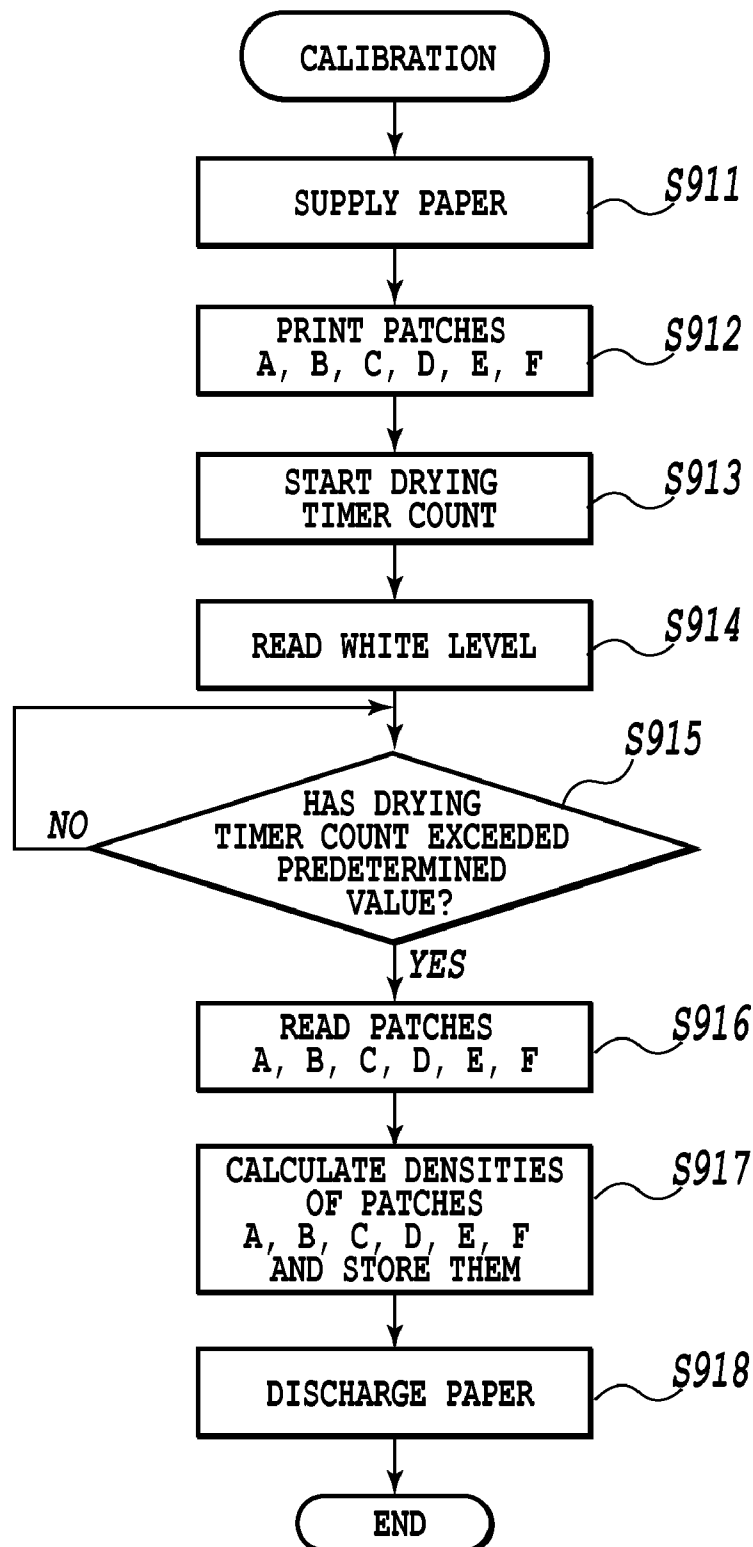 CALIBRATION
SUPPLY PAPER
S911
PRINT PATCHES
A, B, C, D, E, F
S912
START DRYING
TIMER COUNT
S913
READ WHITE LEVEL
S914
HAS DRYING
TIMER COUNT EXCEEDED
PREDETERMINED
VALUE?
S915
NO
YES
READ PATCHES
A, B, C, D, E, F
S916
CALCULATE DENSITIES
OF PATCHES
A, B, C, D, E, F
AND STORE THEM
S917
DISCHARGE PAPER
S918
END